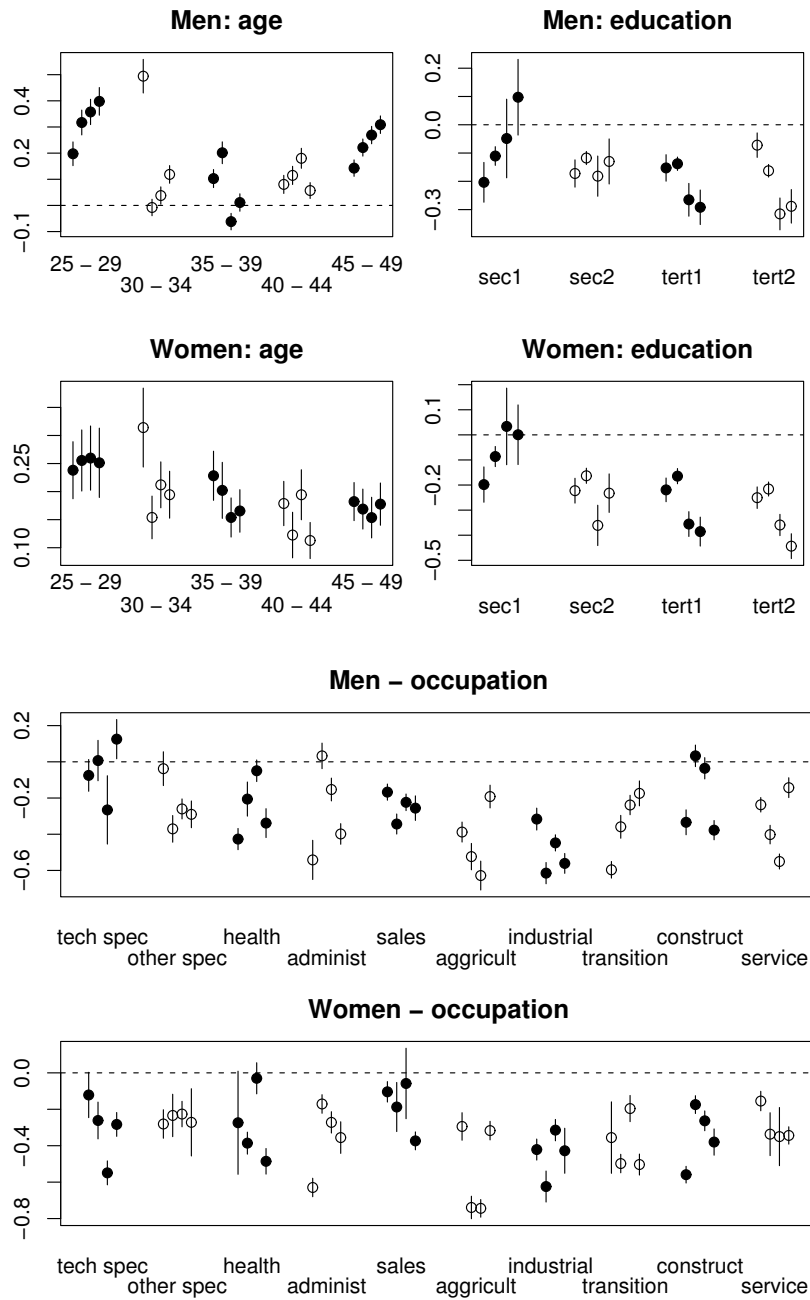 Men: age
0.4
0.2
−0.1
25 − 29
30 − 34
35 − 39
40 − 44
45 − 49
Men: education
0.2
0.0
−0.3
sec1
sec2
tert1
tert2
Women: age
0.25
0.10
25 − 29
30 − 34
35 − 39
40 − 44
45 − 49
Women: education
0.1
−0.2
−0.5
sec1
sec2
tert1
tert2
Men − occupation
0.2
−0.2
−0.6
tech spec
other spec
health
administ
sales
aggricult
industrial
transition
construct
service
Women − occupation
0.0
−0.4
−0.8
tech spec
other spec
health
administ
sales
aggricult
industrial
transition
construct
service